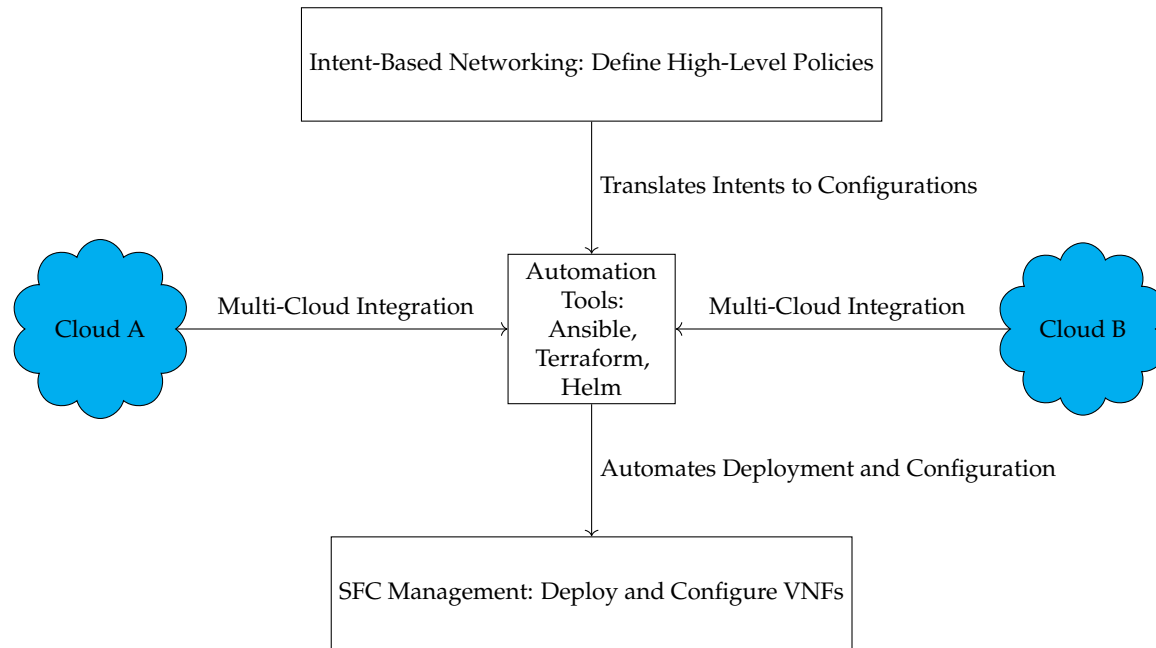 Intent-Based Networking: Define High-Level Policies
Translates Intents to Configurations
Cloud A
Multi-Cloud Integration
Automation
Tools:
Ansible,
Terraform,
Helm
Multi-Cloud Integration
Cloud B
Automates Deployment and Configuration
SFC Management: Deploy and Configure VNFs